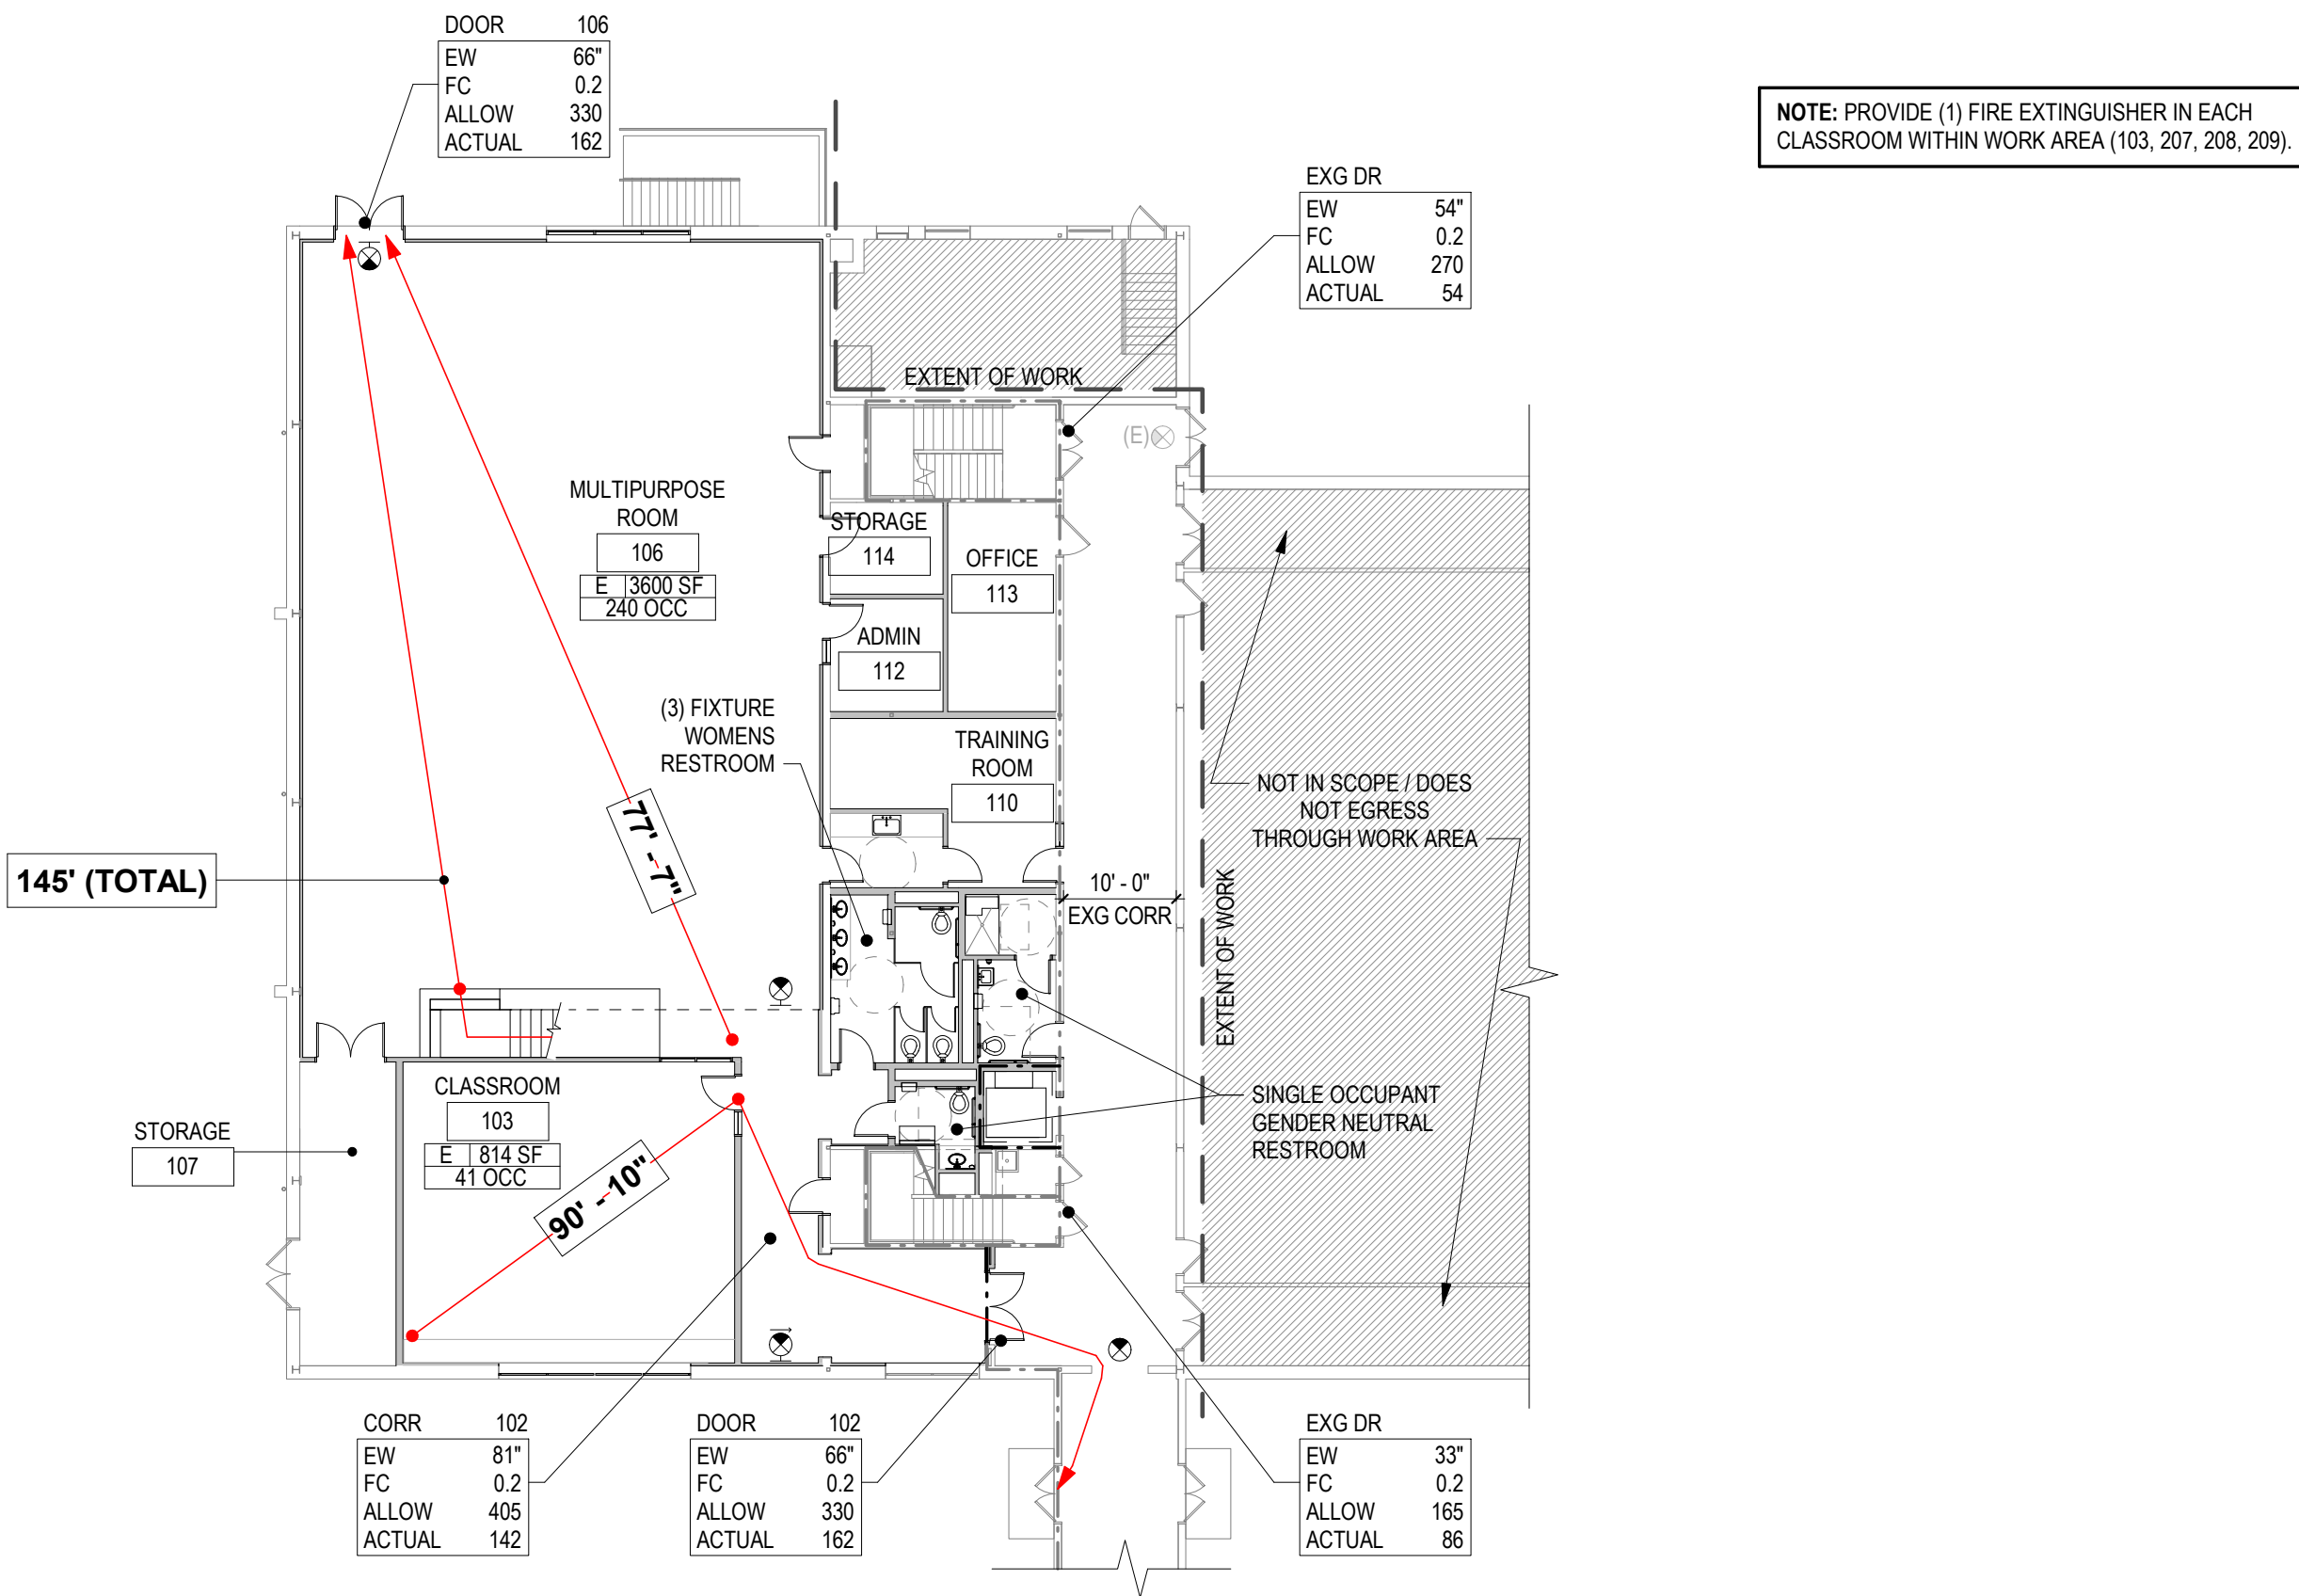 DOOR 106
EW 66"
FC 0.2
ALLOW 330
ACTUAL 162
NOTE: PROVIDE (1) FIRE EXTINGUISHER IN EACH
CLASSROOM WITHIN WORK AREA (103, 207, 208, 209).
EXG DR
EW 54"
FC 0.2
ALLOW 270
ACTUAL 54
EXTENT OF WORK
(E)
MULTIPURPOSE
ROOM
106
E 3600 SF
240 OCC
STORAGE
114
OFFICE
113
ADMIN
112
(3) FIXTURE
WOMENS
RESTROOM
TRAINING
ROOM
110
77' - 7"
NOT IN SCOPE / DOES
NOT EGRESS
THROUGH WORK AREA
145' (TOTAL)
10' - 0"
EXG CORR
EXTENT OF WORK
CLASSROOM
103
E 814 SF
41 OCC
STORAGE
107
90' - 10"
SINGLE OCCUPANT
GENDER NEUTRAL
RESTROOM
CORR 102
EW 81"
FC 0.2
ALLOW 405
ACTUAL 142
DOOR 102
EW 66"
FC 0.2
ALLOW 330
ACTUAL 162
EXG DR
EW 33"
FC 0.2
ALLOW 165
ACTUAL 86